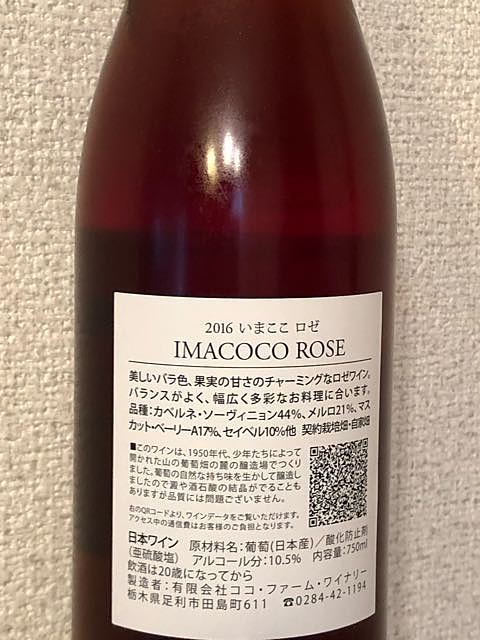 2016 いまここ ロゼ
IMACOCO ROSE
美しいバラ色、果実の甘さのチャーミングなロゼワイン。
バランスがよく、幅広く多彩なお料理に合います。
品種:カベルネ・ソーヴィニョン44%、メルロ21%、マス
カット・ベーリーA17%、セイベル10%他 契約栽培畑・自家畑
■このワインは、1950年代、少年たちによって
開かれた山の葡萄畑の麓の醸造場でつくり
ました。葡萄の自然な持ち味を生かして醸造し
ましたので澱や酒石酸の結晶がでることも
ありますが品質には問題ございません。
右のQRコードより、ワインデータをご覧いただけます。
アクセス中の通信費はお客様のご負担となります。
日本ワイン 原材料名:葡萄(日本産)/酸化防止剤
(亜硫酸塩) アルコール分:10.5% 内容量:750ml
飲酒は20歳になってから
製造者:有限会社ココ・ファーム・ワイナリー
栃木県足利市田島町611 ☎0284-42-1194